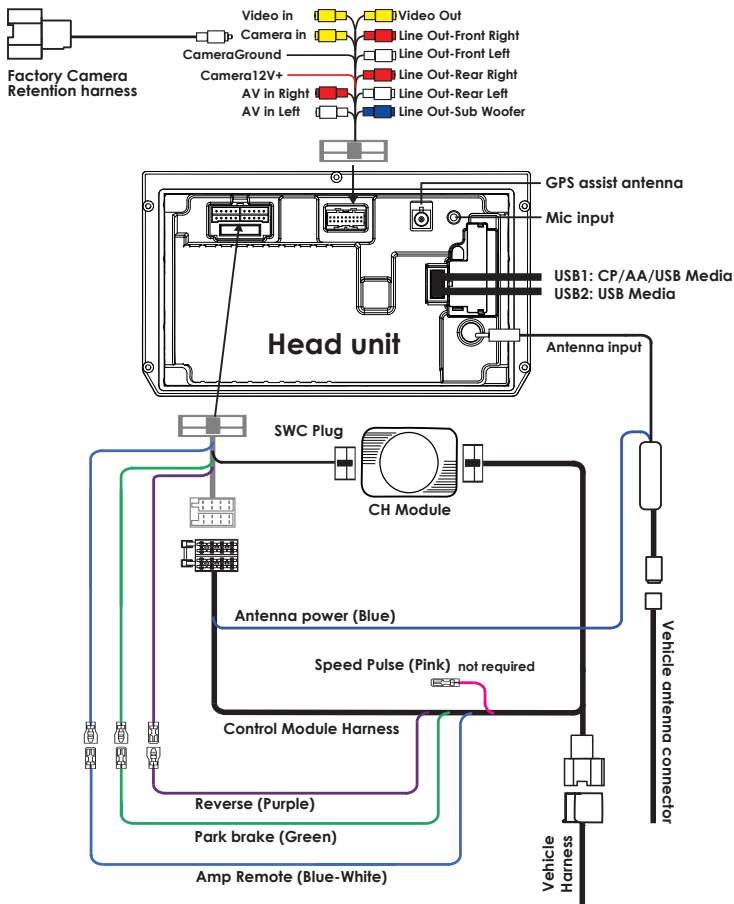 Video in
Video Out
Camera in
Line Out-Front Right
CameraGround
Line Out-Front Left
Camera12V+
Line Out-Rear Right
AV in Right
Line Out-Rear Left
AV in Left
Line Out-Sub Woofer
Factory Camera
Retention harness
GPS assist antenna
Mic input
USB1: CP/AA/USB Media
USB2: USB Media
Head unit
Antenna input
SWC Plug
CH Module
Antenna power (Blue)
Speed Pulse (Pink) not required
Control Module Harness
Vehicle antenna connector
Reverse (Purple)
Park brake (Green)
Amp Remote (Blue-White)
Vehicle
Harness